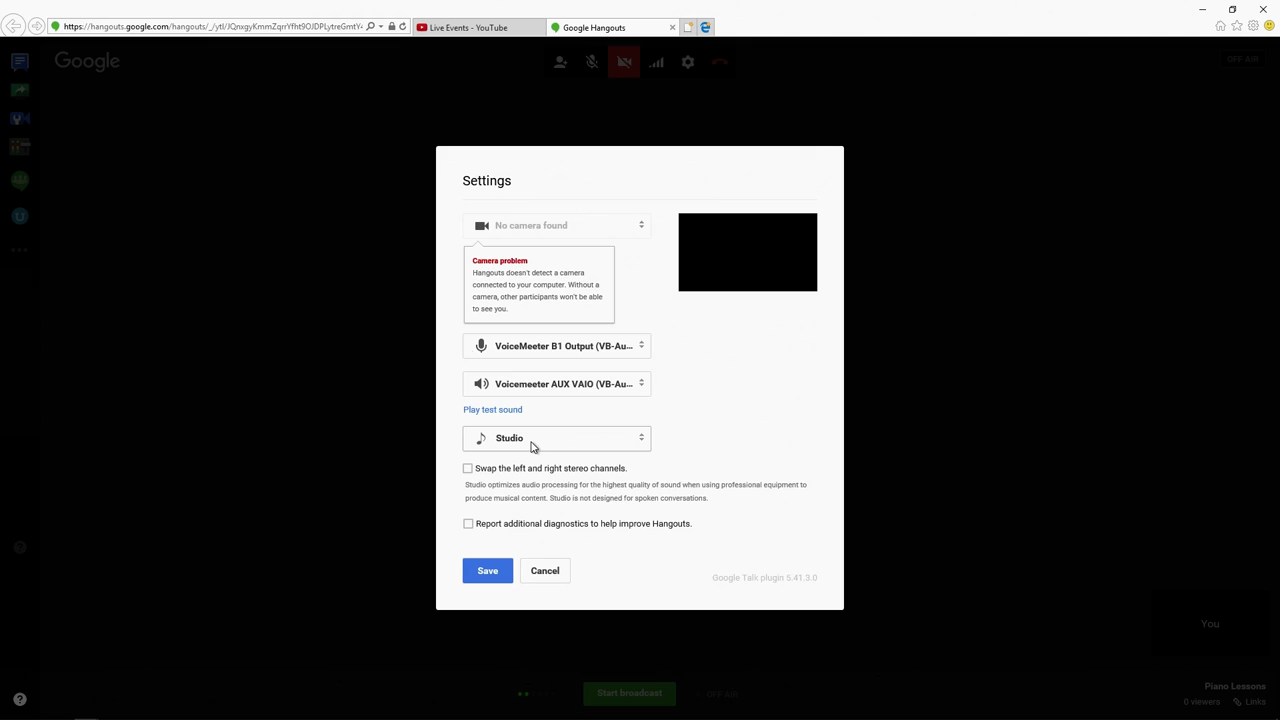 https://hangouts.google.com/hangouts/_/ytl/JQnxgyKmmZqrrYfht9OJDPLytreGmtY4
Live Events - YouTube
Google Hangouts
Google
OFF AIR
Settings
No camera found
Camera problem
Hangouts doesn't detect a camera
connected to your computer. Without a
camera, other participants won't be able
to see you.
VoiceMeeter B1 Output (VB-Au...
Voicemeeter AUX VAIO (VB-Au...
Play test sound
Studio
Swap the left and right stereo channels.
Studio optimizes audio processing for the highest quality of sound when using professional equipment to
produce musical content. Studio is not designed for spoken conversations.
Report additional diagnostics to help improve Hangouts.
Save
Cancel
Google Talk plugin 5.41.3.0
You
Start broadcast
OFF AIR
Piano Lessons
0 viewers
Links